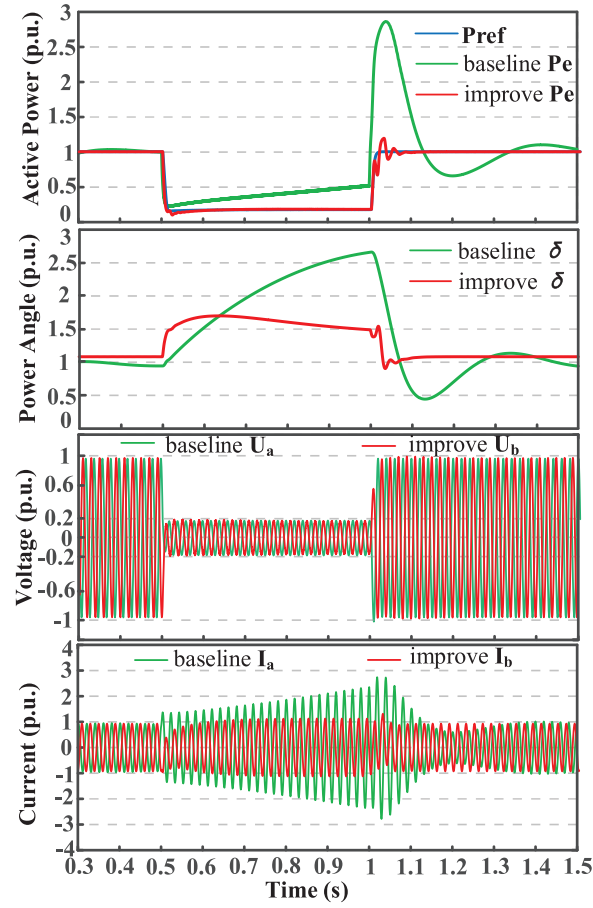 Active Power (p.u.)
3
2.5
2
1.5
1
0.5
0
Pref
baseline Pe
improve Pe
Power Angle (p.u.)
3
2.5
2
1.5
1
0.5
0
baseline δ
improve δ
Voltage (p.u.)
1
0.6
0.2
0
-0.2
-0.6
-1
baseline Ua
improve Ub
Current (p.u.)
4
3
2
1
0
-1
-2
-3
-4
baseline Ia
improve Ib
0.3 0.4 0.5 0.6 0.7 0.8 0.9 1 1.1 1.2 1.3 1.4 1.5
Time (s)